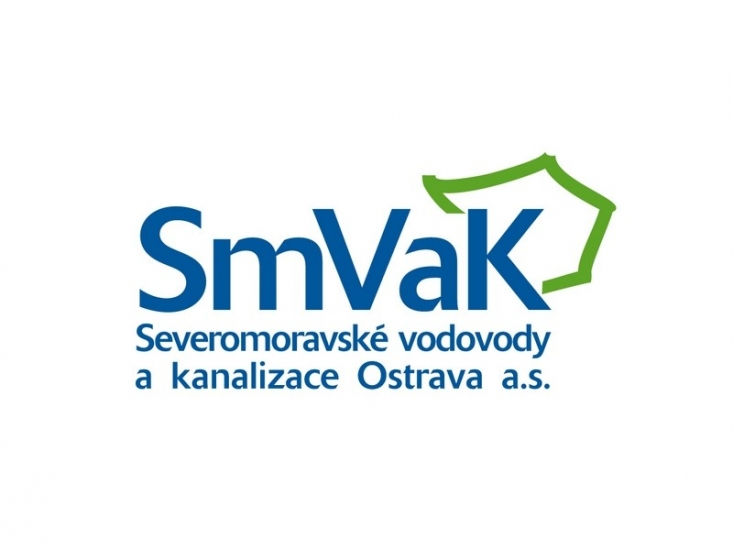 SmVaK
Severomoravské vodovody
a kanalizace Ostrava a.s.